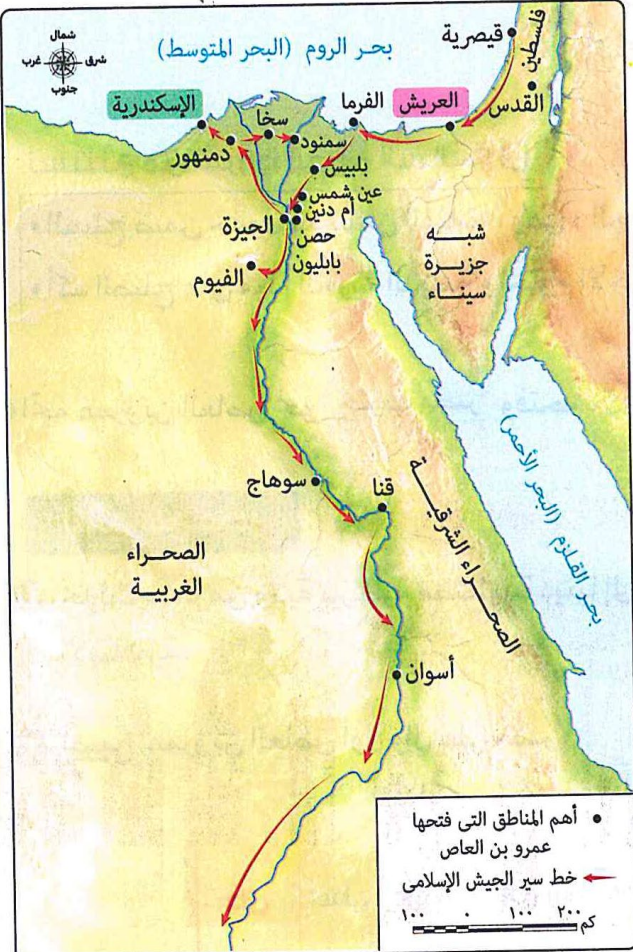 شمال
شرق
غرب
جنوب
بحر الروم (البحر المتوسط)
قيصرية
فلسطين
القدس
العريش
الفرما
الإسكندرية
سخا
سمنود
دمنهور
بلبيس
عين شمس
أم دنين
حصن
بابليون
الجيزة
الفيوم
شبه
جزيرة
سيناء
بحر القلزم (البحر الأحمر)
الصحراء الشرقية
سوهاج
قنا
الصحراء
الغربية
أسوان
أهم المناطق التى فتحها
عمرو بن العاص
خط سير الجيش الإسلامى
١٠٠ ٠ ١٠٠ ٢٠٠ كم